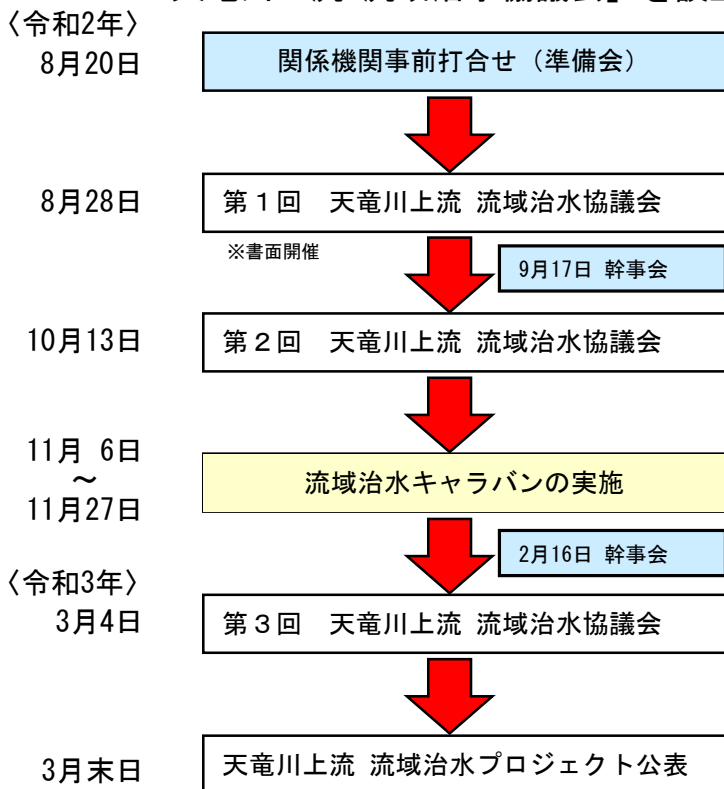 〈令和2年〉
8月20日
関係機関事前打合せ（準備会）
8月28日
第１回　天竜川上流 流域治水協議会
※書面開催
9月17日 幹事会
10月13日
第２回　天竜川上流 流域治水協議会
11月 6日
～
11月27日
流域治水キャラバンの実施
2月16日 幹事会
〈令和3年〉
3月4日
第３回　天竜川上流 流域治水協議会
3月末日
天竜川上流 流域治水プロジェクト公表